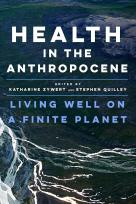 HEALTH
IN THE
ANTHROPOCENE
EDITED BY
KATHARINE ZYWERT AND STEPHEN QUILLEY
LIVING WELL ON
A FINITE PLANET